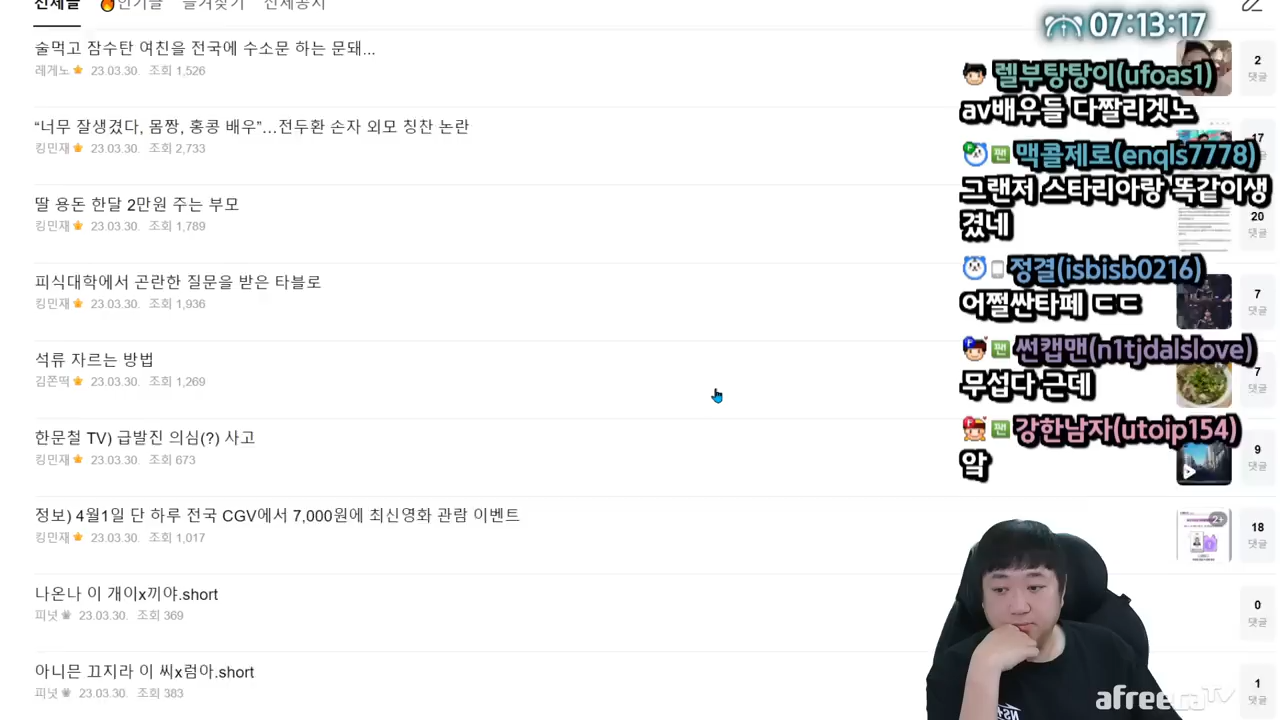 전체글 인기글 즐겨찾기 전체공지
07:13:17
술먹고 잠수탄 여친을 전국에 수소문 하는 문돼...
레게노 23.03.30. 조회 1,526
2
댓글
“너무 잘생겼다, 몸짱, 홍콩 배우”...전두환 손자 외모 칭찬 논란
킹민재 23.03.30. 조회 2,733
17
딸 용돈 한달 2만원 주는 부모
킹민재 23.03.30. 조회 1,789
20
댓글
피식대학에서 곤란한 질문을 받은 타블로
킹민재 23.03.30. 조회 1,936
7
댓글
석류 자르는 방법
김쫀떡 23.03.30. 조회 1,269
7
댓글
한문철 TV) 급발진 의심(?) 사고
킹민재 23.03.30. 조회 673
9
댓글
정보) 4월1일 단 하루 전국 CGV에서 7,000원에 최신영화 관람 이벤트
킹민재 23.03.30. 조회 1,017
2+
18
댓글
나온나 이 개이x끼야.short
피넛 23.03.30. 조회 369
0
댓글
아니믄 끄지라 이 씨x럼아.short
피넛 23.03.30. 조회 383
1
댓글
렐부탕탕이(ufoas1)
av배우들 다짤리겟노
맥콜제로(enqls7778)
그랜저 스타리아랑 똑같이생
겼네
정결(isbisb0216)
어쩔싼타페 ㄷㄷ
썬캡맨(n1tjdalslove)
무섭다 근데
강한남자(utoip154)
앜
afreecaTV